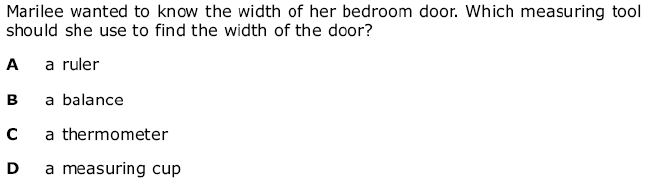 Marilee wanted to know the width of her bedroom door. Which measuring tool
should she use to find the width of the door?
A a ruler
B a balance
C a thermometer
D a measuring cup